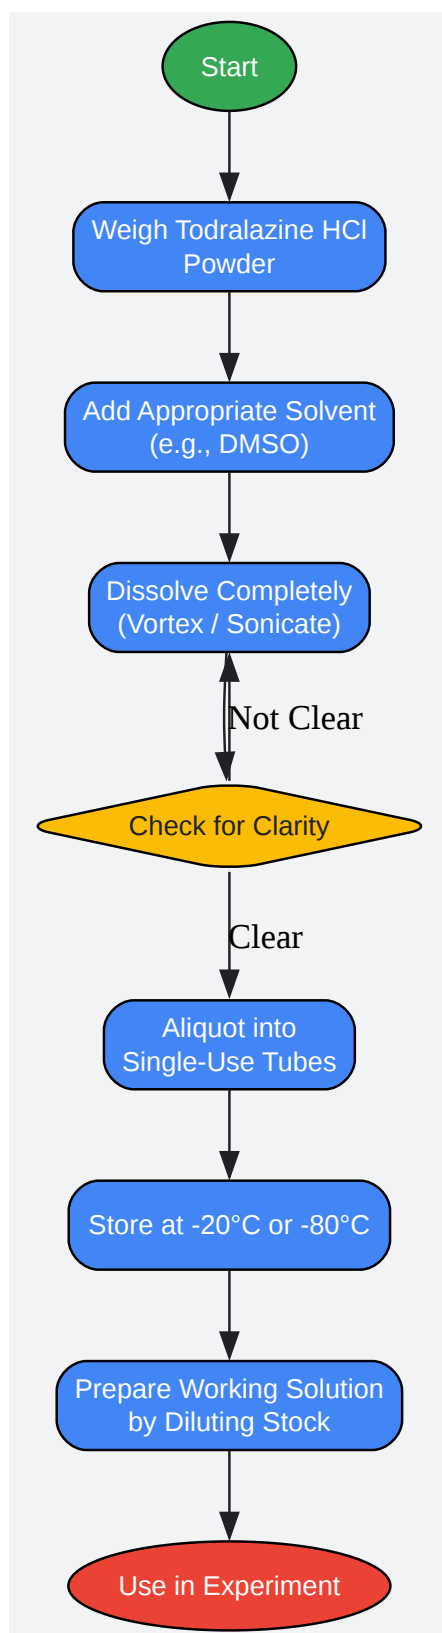 Start
Weigh Todralazine HCl
Powder
Add Appropriate Solvent
(e.g., DMSO)
Dissolve Completely
(Vortex / Sonicate)
Not Clear
Check for Clarity
Clear
Aliquot into
Single-Use Tubes
Store at -20°C or -80°C
Prepare Working Solution
by Diluting Stock
Use in Experiment